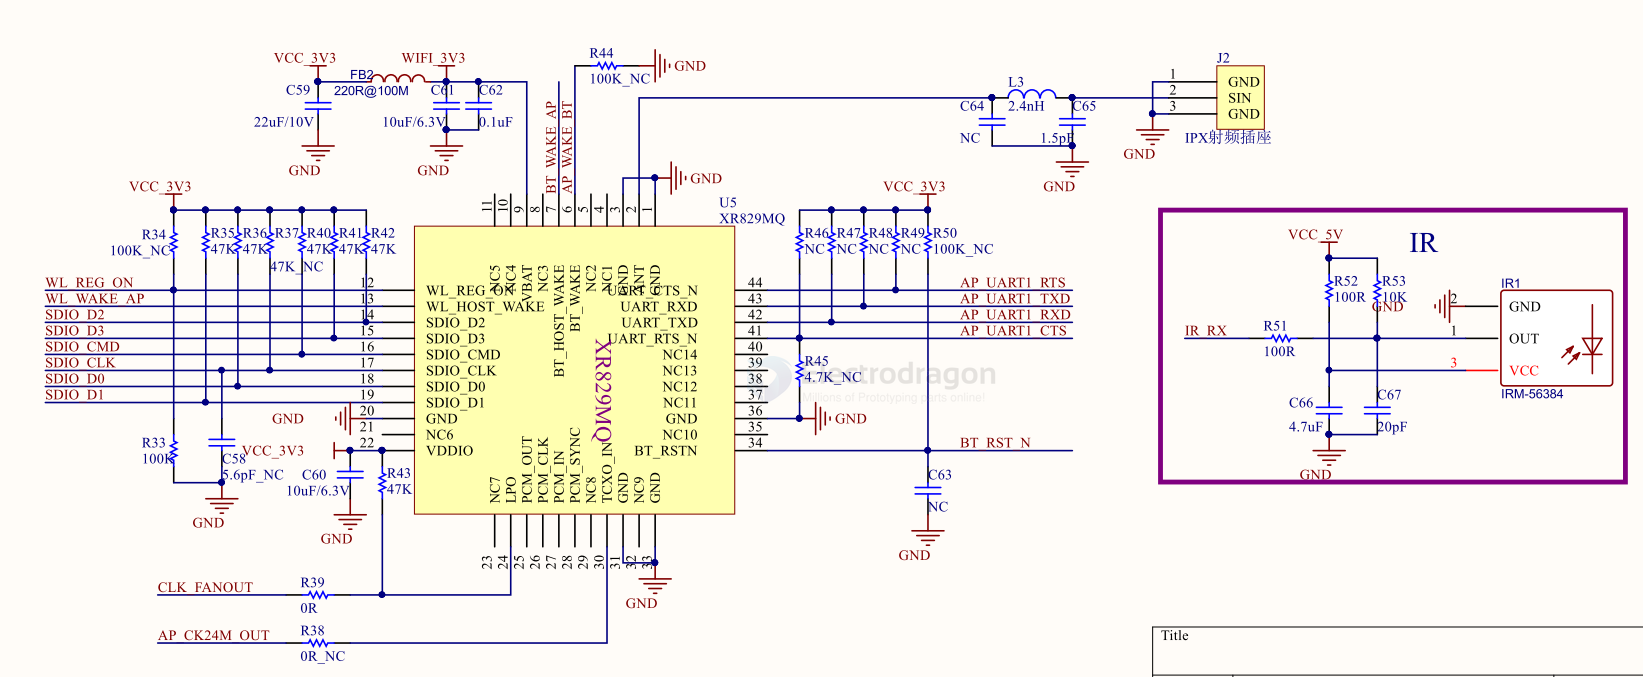 VCC_3V3
FB2
220R@100M
WIFI_3V3
C59
22uF/10V
GND
C61
10uF/6.3V
C62
0.1uF
GND
R44
100K_NC
GND
BT_WAKE_AP
AP_WAKE_BT
GND
C64
NC
L3
2.4nH
C65
1.5pF
GND
J2
1
2
3
GND
SIN
GND
IPX射频插座
GND
VCC_3V3
R34
100K_NC
R35
47K
R36
47K
R37
47K_NC
R40
47K
R41
47K
R42
47K
WL_REG_ON
WL_WAKE_AP
SDIO_D2
SDIO_D3
SDIO_CMD
SDIO_CLK
SDIO_D0
SDIO_D1
GND
R33
100K
C58
5.6pF_NC
GND
VCC_3V3
C60
10uF/6.3V
GND
R43
47K
CLK_FANOUT
R39
0R
AP_CK24M_OUT
R38
0R_NC
U5
XR829MQ
11 10 9 8 7 6 5 4 3 2 1
NC5 NC4 VBAT NC3 BT_HOST_WAKE BT_WAKE NC2 NC1 GND ANT GND
12 WL_REG_ON
13 WL_HOST_WAKE
14 SDIO_D2
15 SDIO_D3
16 SDIO_CMD
17 SDIO_CLK
18 SDIO_D0
19 SDIO_D1
20 GND
21 NC6
22 VDDIO
XR829MQ
UART_CTS_N 44
UART_RXD 43
UART_TXD 42
UART_RTS_N 41
NC14 40
NC13 39
NC12 38
NC11 37
GND 36
NC10 35
BT_RSTN 34
NC7 LPO PCM_OUT PCM_CLK PCM_IN PCM_SYNC NC8 TCXO_IN GND NC9 GND
23 24 25 26 27 28 29 30 31 32 33
GND
VCC_3V3
R46
NC
R47
NC
R48
NC
R49
NC
R50
100K_NC
AP_UART1_RTS
AP_UART1_TXD
AP_UART1_RXD
AP_UART1_CTS
R45
4.7K_NC
electrodragon
Millions of Prototyping parts online!
GND
BT_RST_N
C63
NC
GND
IR
VCC_5V
R52
100R
R53
10K
GND
IR_RX
R51
100R
IR1
2 GND
1 OUT
3 VCC
IRM-56384
C66
4.7uF
C67
20pF
GND
Title